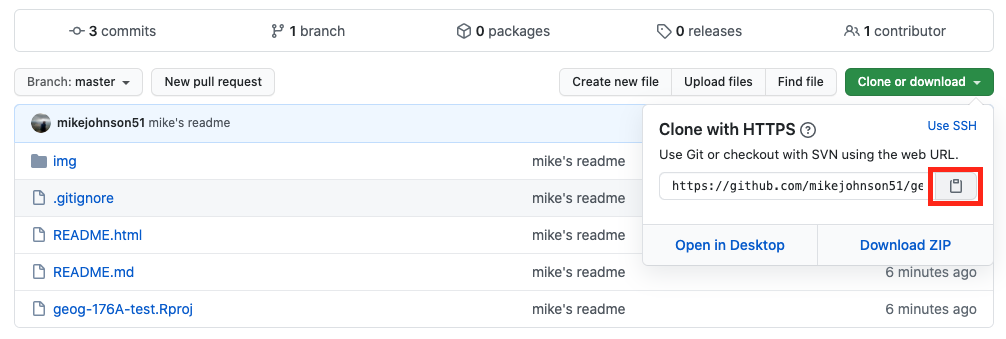 3 commits 1 branch 0 packages 0 releases 1 contributor
Branch: master New pull request Create new file Upload files Find file Clone or download
mikejohnson51 mike's readme
Clone with HTTPS ? Use SSH
Use Git or checkout with SVN using the web URL.
https://github.com/mikejohnson51/ge
Open in Desktop Download ZIP
img mike's readme
.gitignore mike's readme
README.html mike's readme
README.md mike's readme 6 minutes ago
geog-176A-test.Rproj mike's readme 6 minutes ago